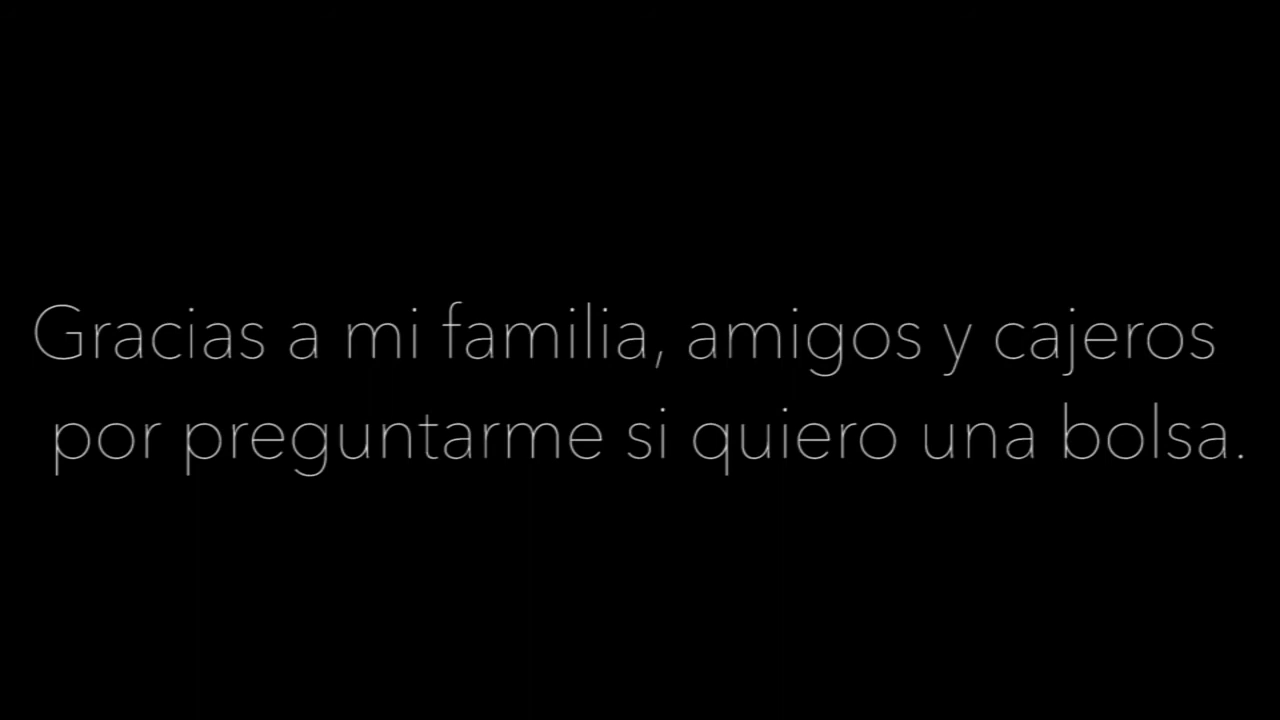 Gracias a mi familia, amigos y cajeros
por preguntarme si quiero una bolsa.